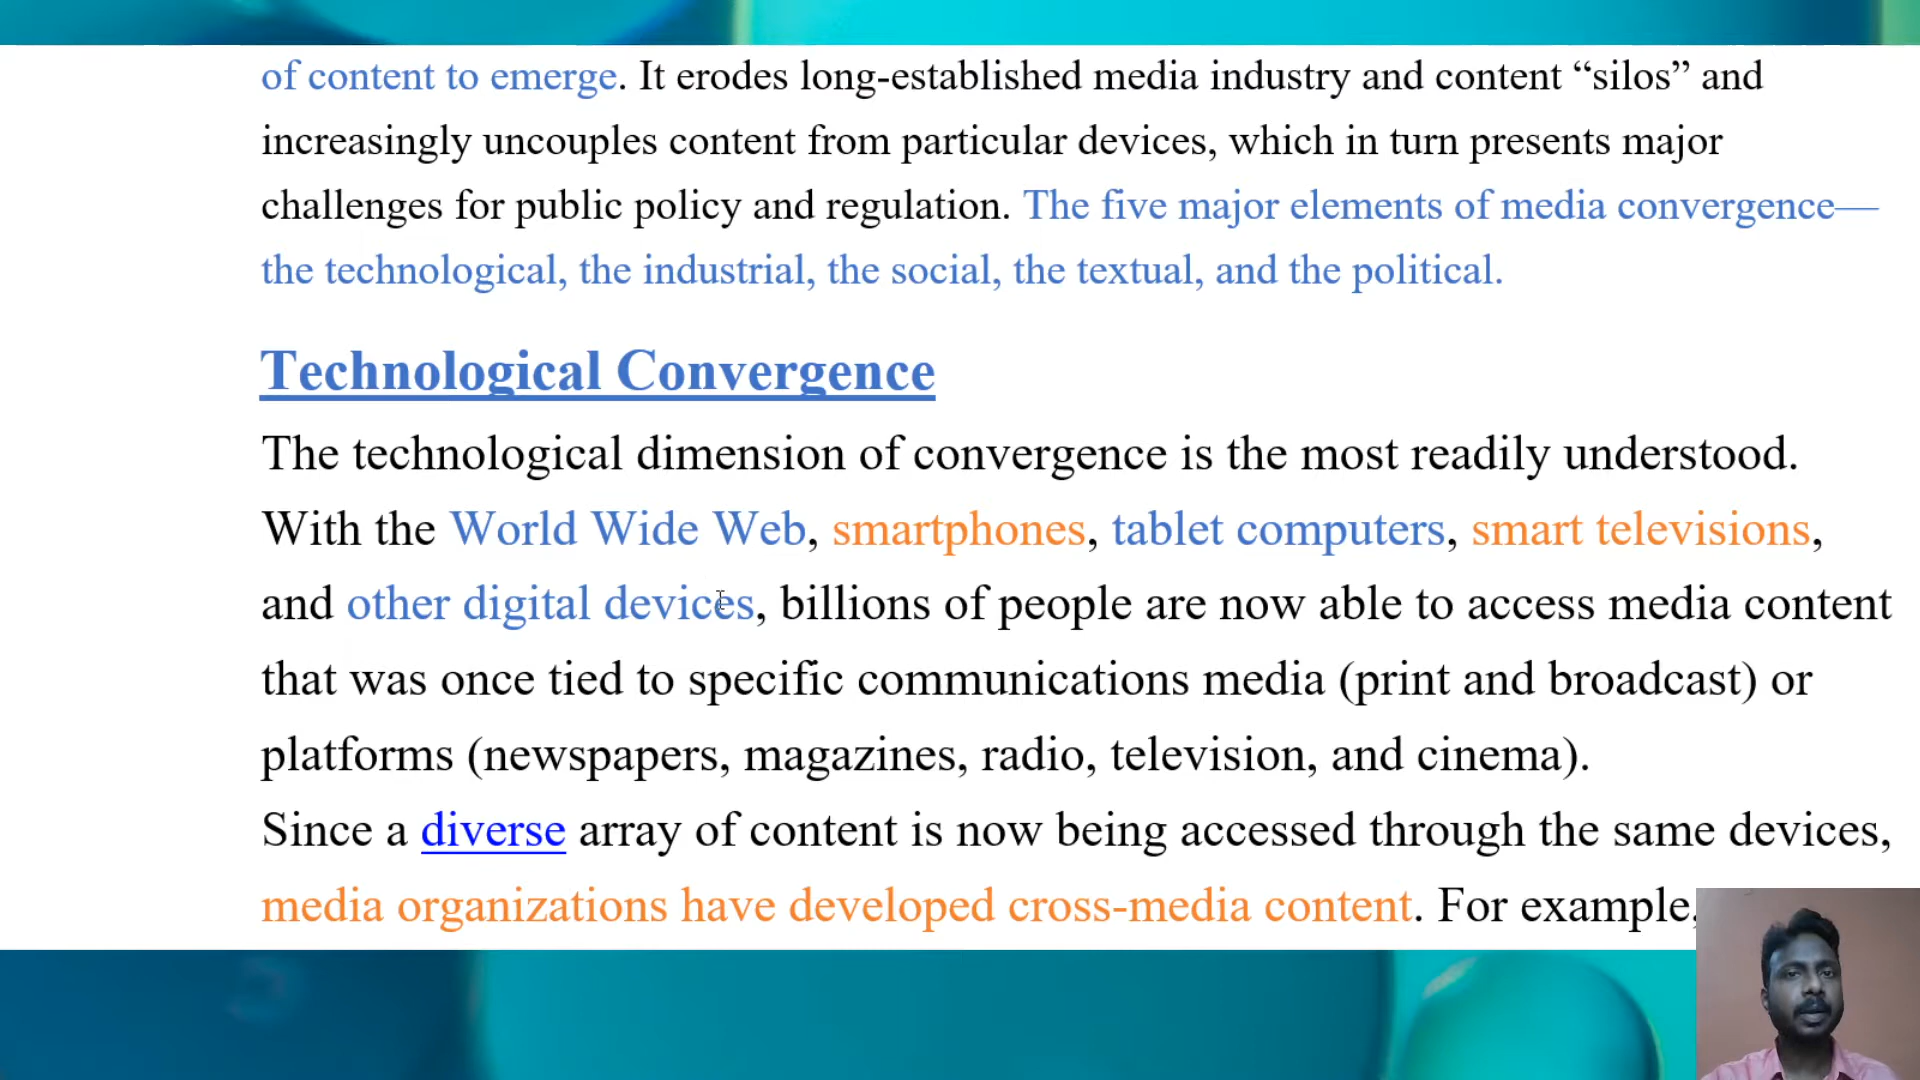 of content to emerge. It erodes long-established media industry and content “silos” and
increasingly uncouples content from particular devices, which in turn presents major
challenges for public policy and regulation. The five major elements of media convergence—
the technological, the industrial, the social, the textual, and the political.
Technological Convergence
The technological dimension of convergence is the most readily understood.
With the World Wide Web, smartphones, tablet computers, smart televisions,
and other digital devices, billions of people are now able to access media content
that was once tied to specific communications media (print and broadcast) or
platforms (newspapers, magazines, radio, television, and cinema).
Since a diverse array of content is now being accessed through the same devices,
media organizations have developed cross-media content. For example,